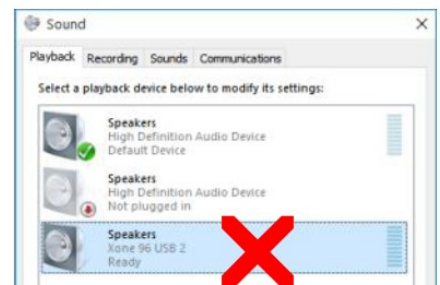 Sound
Playback Recording Sounds Communications
Select a playback device below to modify its settings:
Speakers
High Definition Audio Device
Default Device
Speakers
High Definition Audio Device
Not plugged in
Speakers
Xone 96 USB 2
Ready